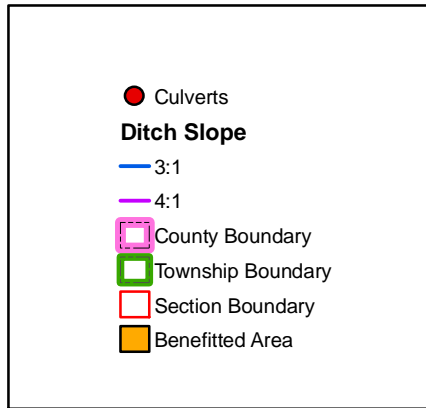 Culverts
Ditch Slope
3:1
4:1
County Boundary
Township Boundary
Section Boundary
Benefitted Area